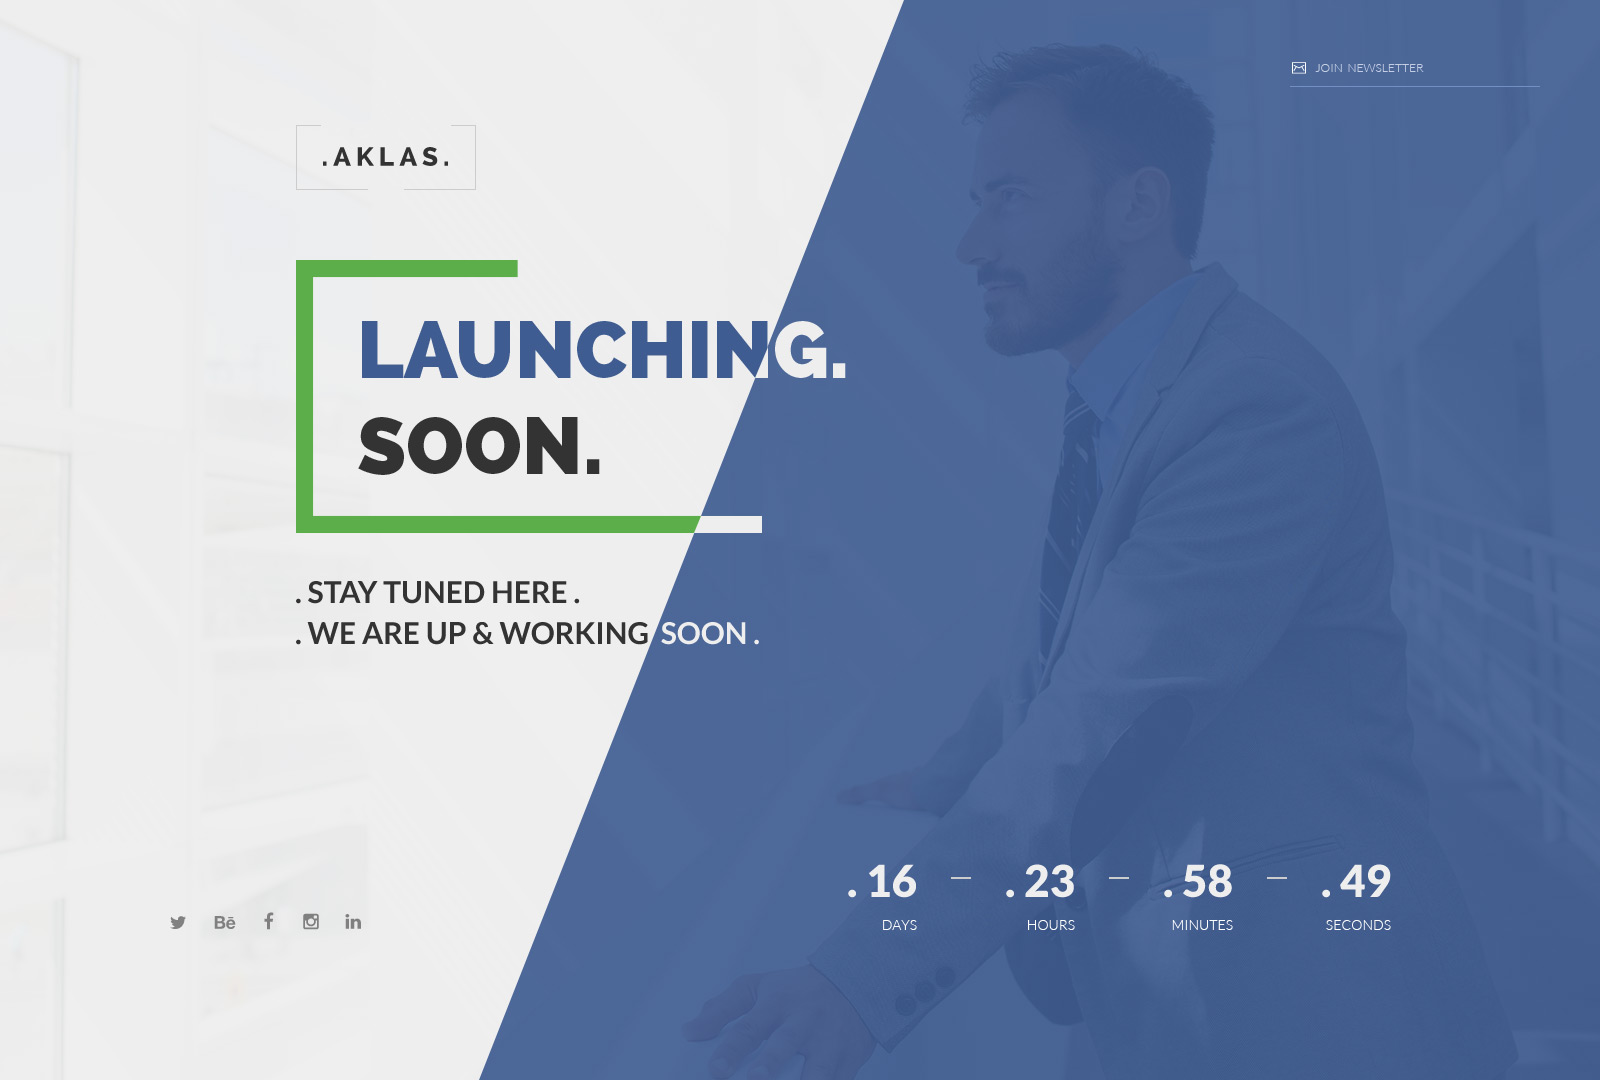 JOIN NEWSLETTER
.AKLAS.
LAUNCHING.
SOON.
. STAY TUNED HERE .
. WE ARE UP & WORKING SOON .
. 16 — . 23 — . 58 — . 49
DAYS HOURS MINUTES SECONDS
Bē f in